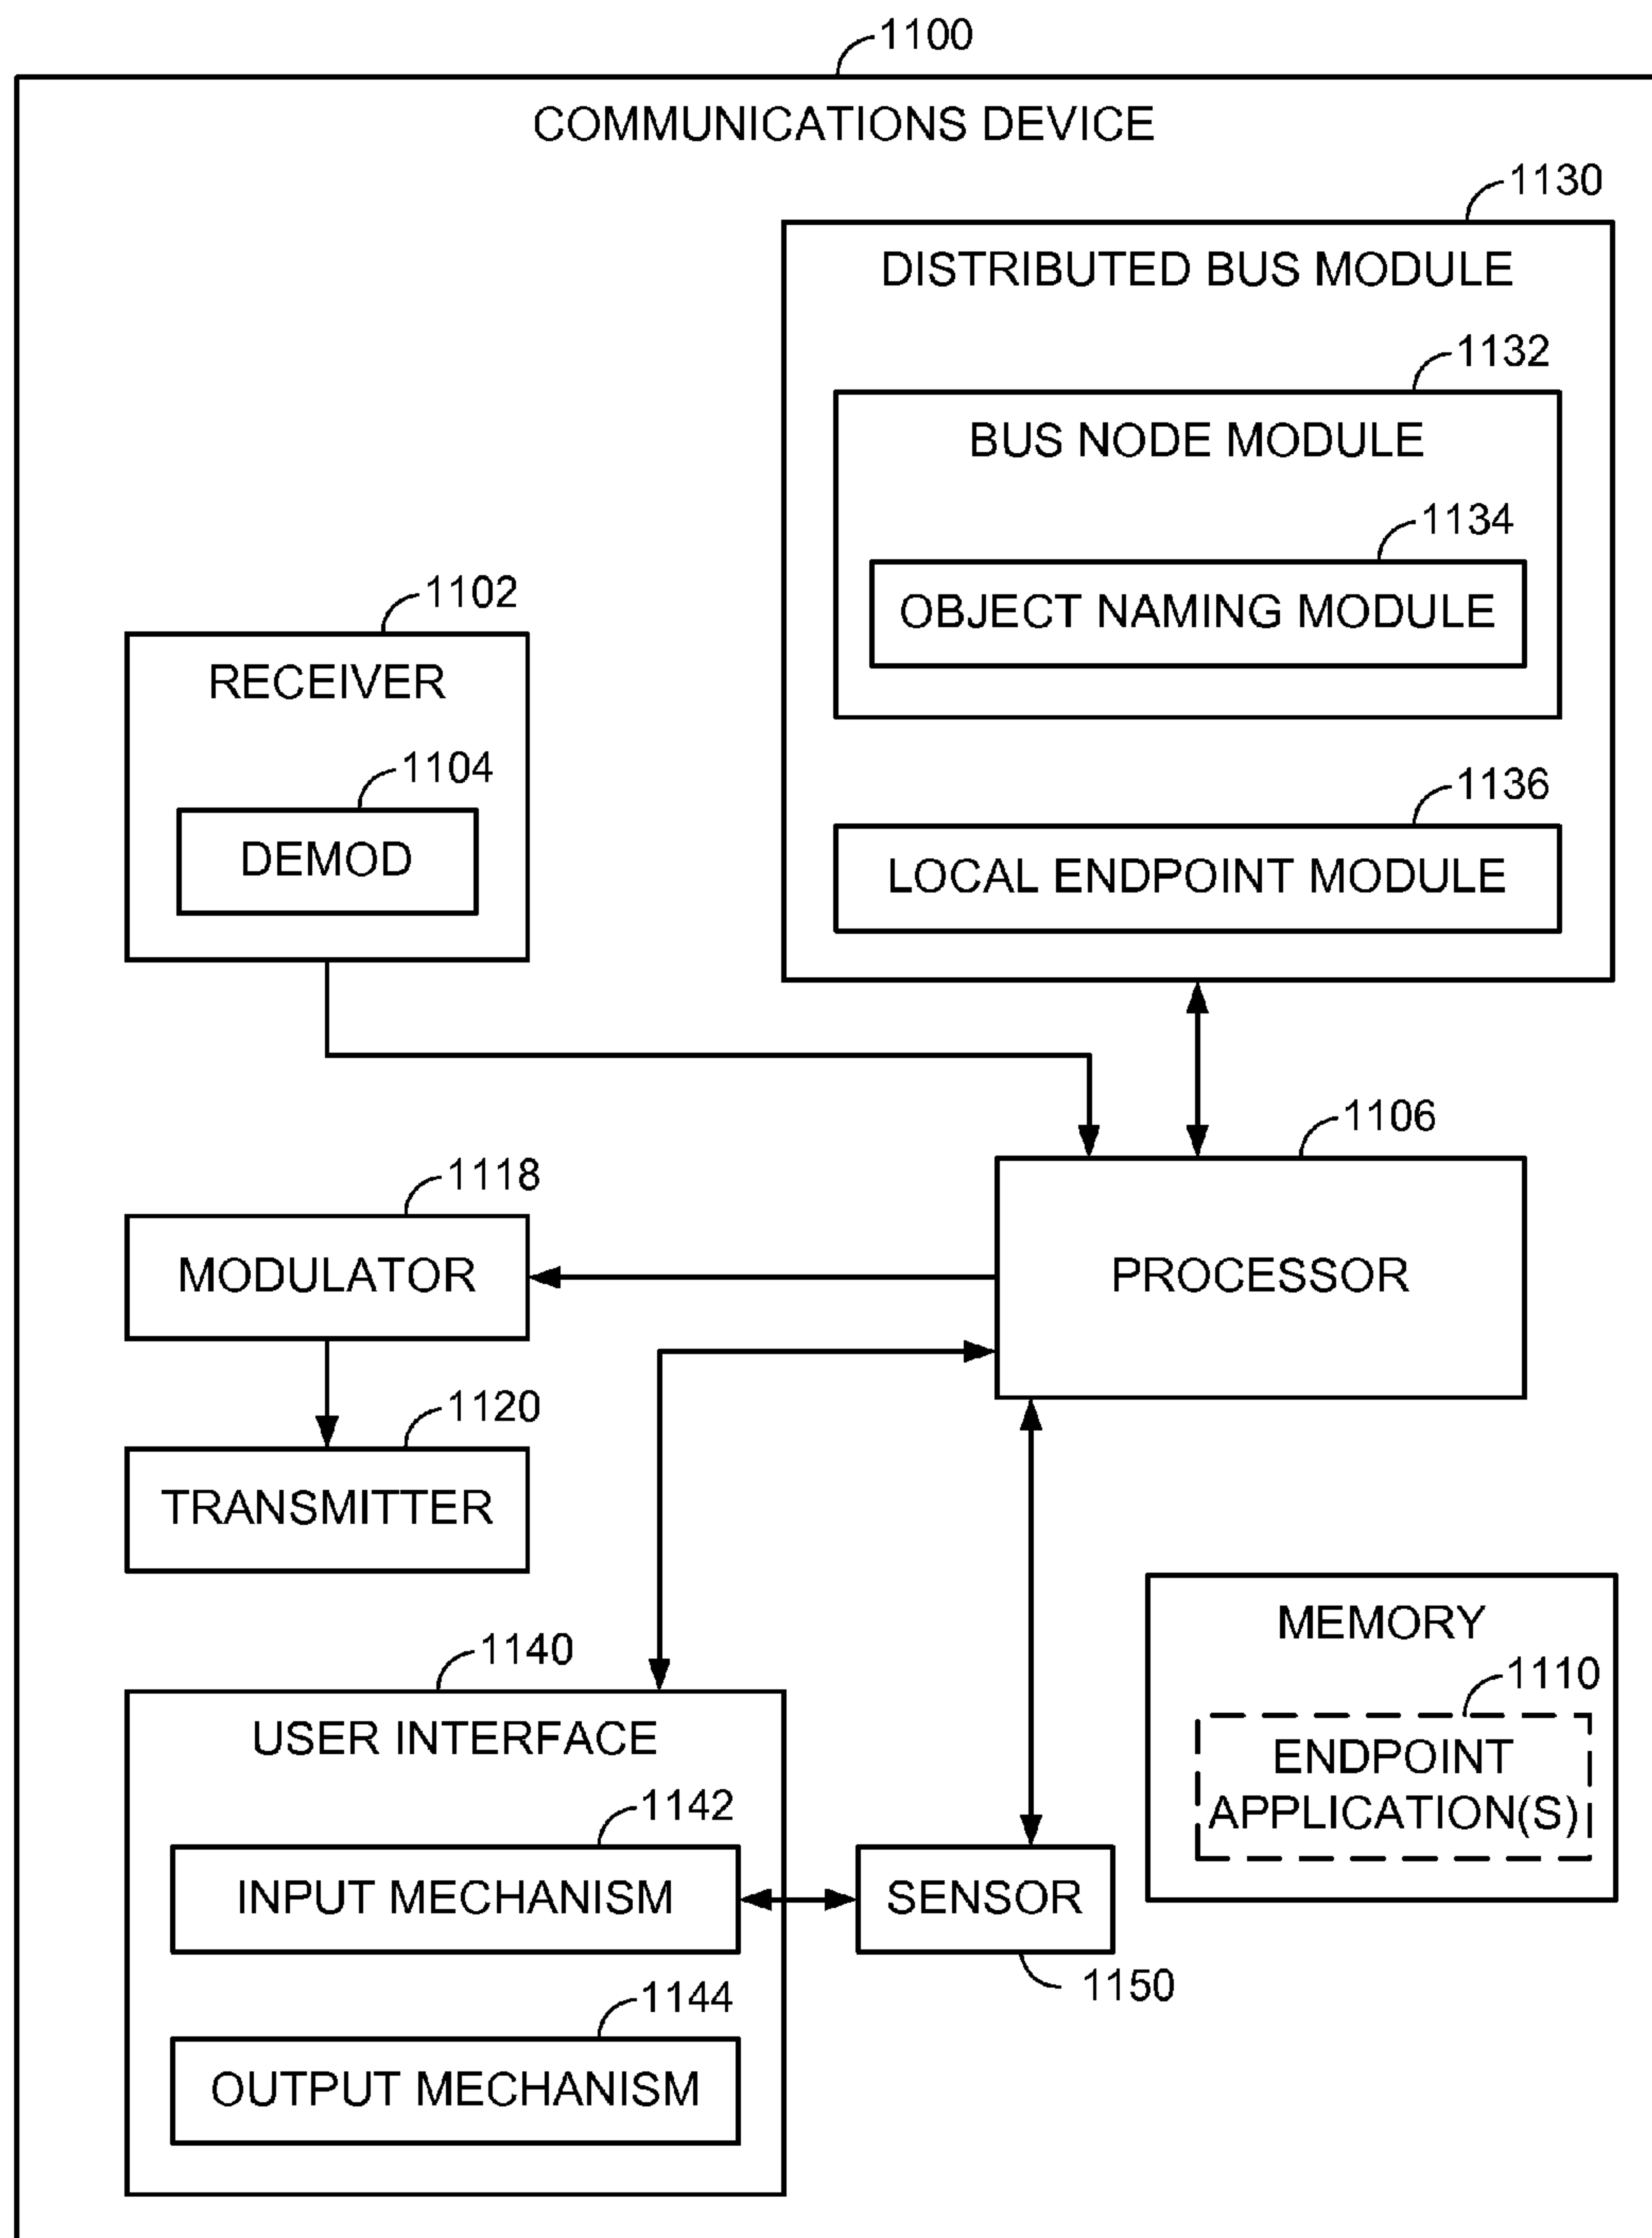 1100
COMMUNICATIONS DEVICE
1130
DISTRIBUTED BUS MODULE
1132
BUS NODE MODULE
1134
OBJECT NAMING MODULE
1102
RECEIVER
1104
DEMOD
1136
LOCAL ENDPOINT MODULE
1106
PROCESSOR
1118
MODULATOR
1120
TRANSMITTER
MEMORY
1110
ENDPOINT
APPLICATION(S)
1140
USER INTERFACE
1142
INPUT MECHANISM
SENSOR
1150
1144
OUTPUT MECHANISM